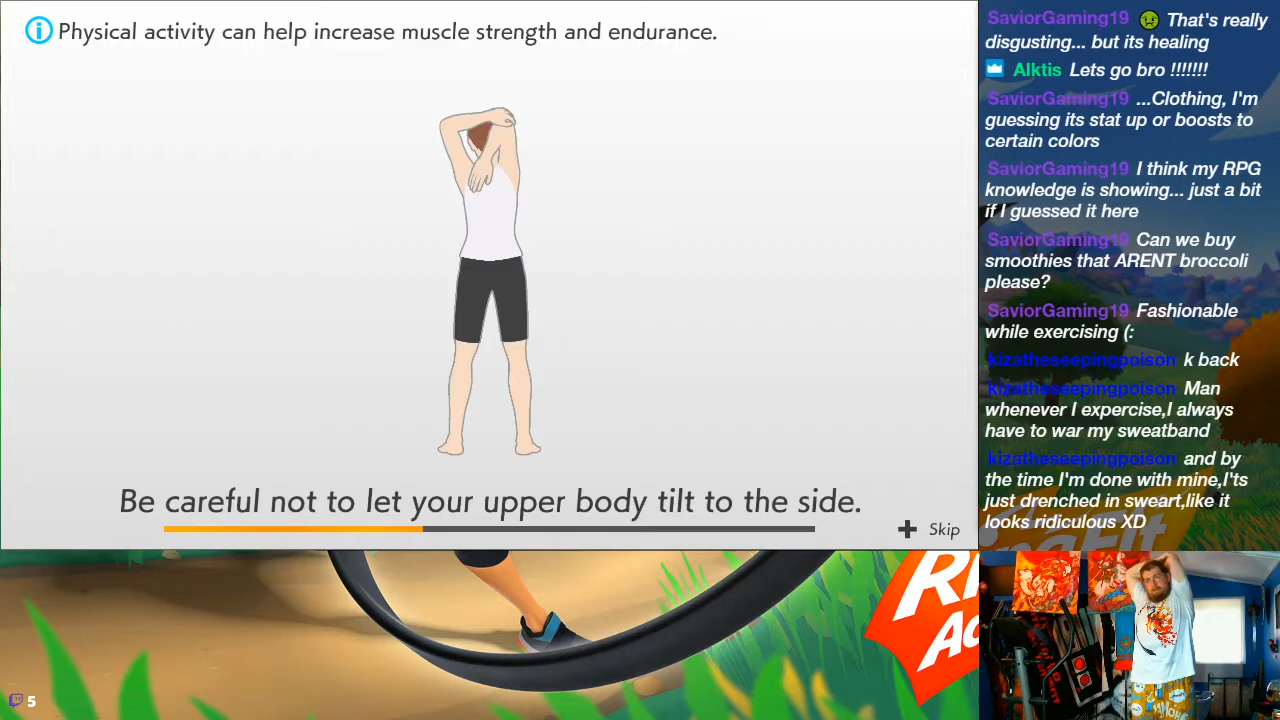 Physical activity can help increase muscle strength and endurance.
Be careful not to let your upper body tilt to the side.
Skip
SaviorGaming19 That's really
disgusting... but its healing
Alktis Lets go bro !!!!!!!
SaviorGaming19 ...Clothing, I'm
guessing its stat up or boosts to
certain colors
SaviorGaming19 I think my RPG
knowledge is showing... just a bit
if I guessed it here
SaviorGaming19 Can we buy
smoothies that ARENT broccoli
please?
SaviorGaming19 Fashionable
while exercising (:
kizatheseepingpoison k back
kizatheseepingpoison Man
whenever I expercise,I always
have to war my sweatband
kizatheseepingpoison and by
the time I'm done with mine,I'ts
just drenched in sweart,like it
looks ridiculous XD
5